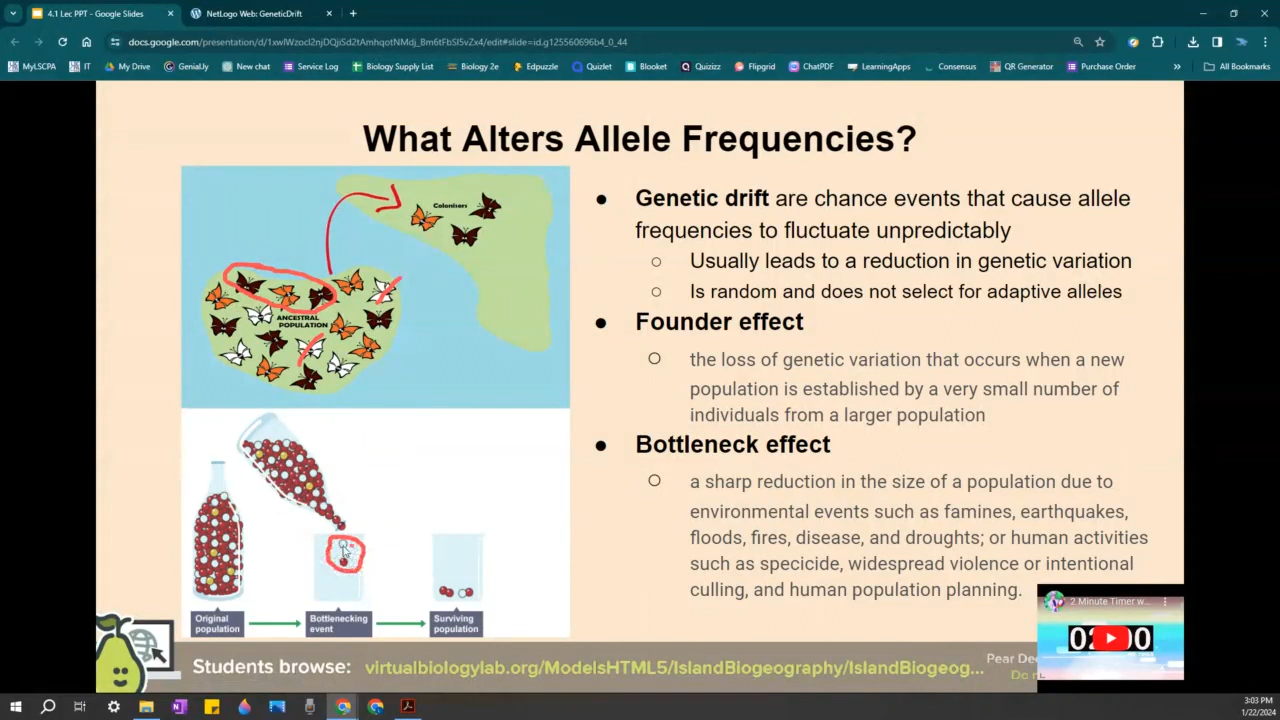 4.1 Lec PPT - Google Slides
NetLogo Web: GeneticDrift
docs.google.com/presentation/d/1xwlWzocl2njDQjiSd2tAmhqotNMdj_Bm6tFbSl5vZx4/edit#slide=id.g125560696b4_0_44
MyLSCPA
IT
My Drive
Genial.ly
New chat
Service Log
Biology Supply List
Biology 2e
Edpuzzle
Quizlet
Blooket
Quizizz
Flipgrid
ChatPDF
LearningApps
Consensus
QR Generator
Purchase Order
All Bookmarks
What Alters Allele Frequencies?
Colonisers
ANCESTRAL
POPULATION
Original
population
Bottlenecking
event
Surviving
population
Genetic drift are chance events that cause allele
frequencies to fluctuate unpredictably
Usually leads to a reduction in genetic variation
Is random and does not select for adaptive alleles
Founder effect
the loss of genetic variation that occurs when a new
population is established by a very small number of
individuals from a larger population
Bottleneck effect
a sharp reduction in the size of a population due to
environmental events such as famines, earthquakes,
floods, fires, disease, and droughts; or human activities
such as specicide, widespread violence or intentional
culling, and human population planning.
2 Minute Timer w...
Students browse: virtualbiologylab.org/ModelsHTML5/IslandBiogeography/IslandBiogeog...
Pear
3:03 PM
1/22/2024